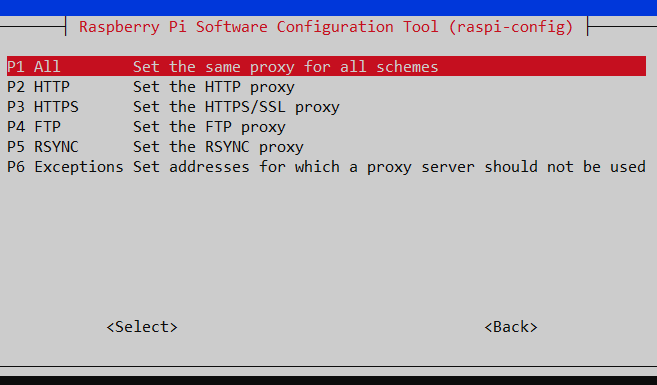 Raspberry Pi Software Configuration Tool (raspi-config)
P1 All Set the same proxy for all schemes
P2 HTTP Set the HTTP proxy
P3 HTTPS Set the HTTPS/SSL proxy
P4 FTP Set the FTP proxy
P5 RSYNC Set the RSYNC proxy
P6 Exceptions Set addresses for which a proxy server should not be used
<Select> <Back>